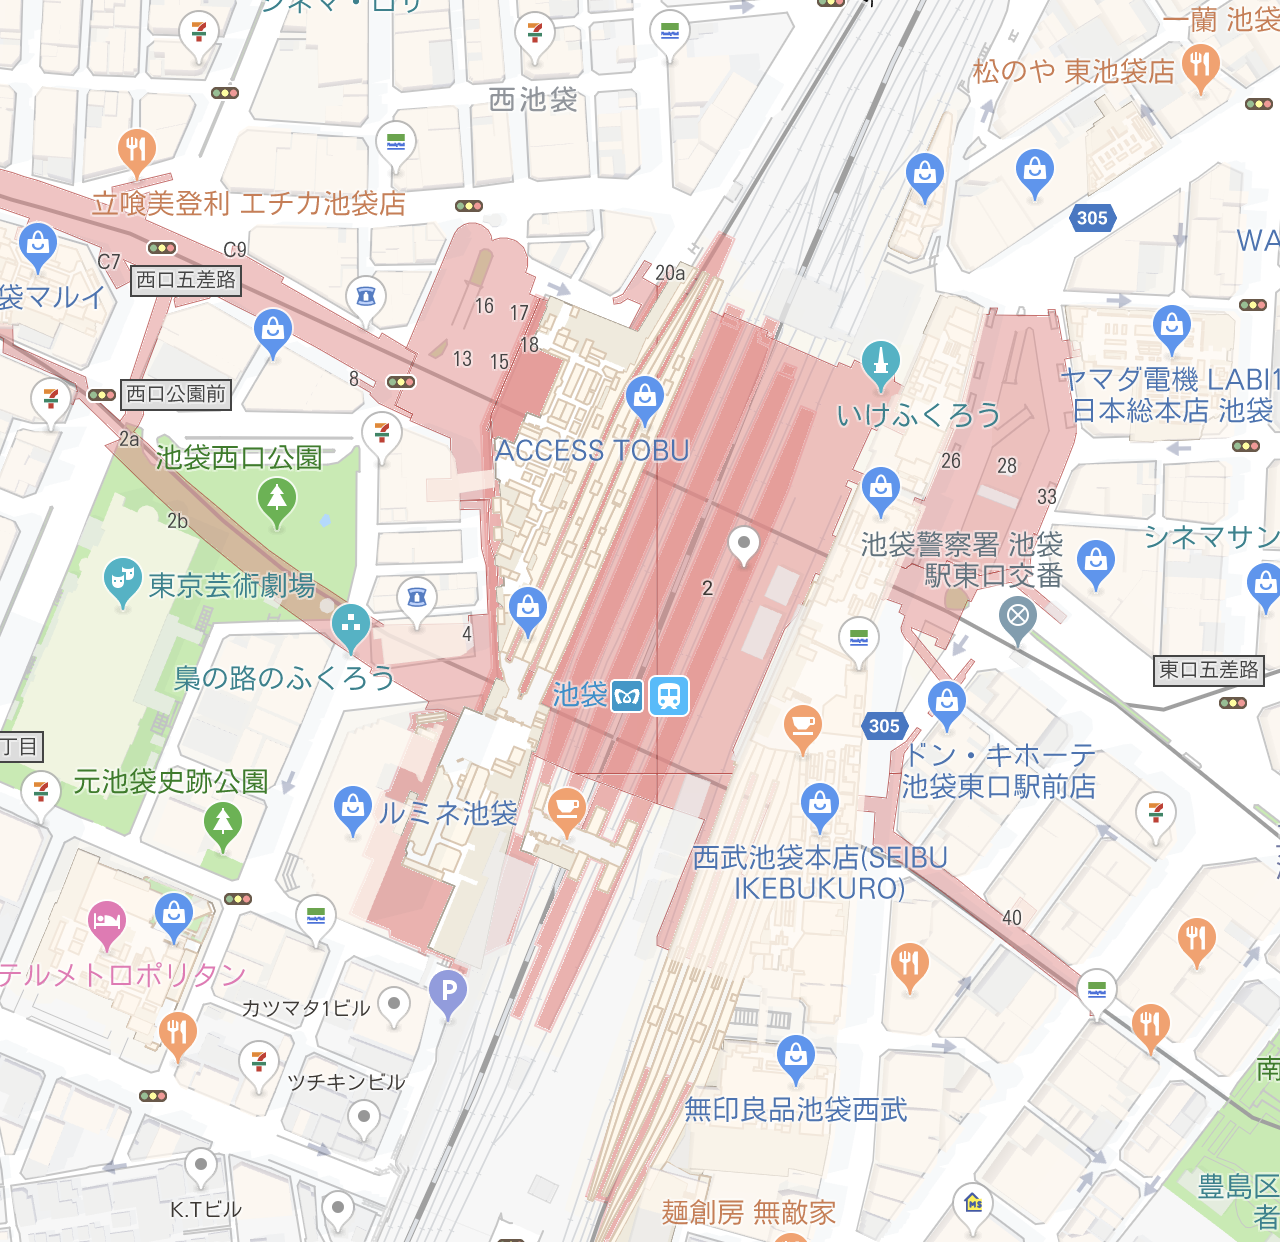 シネマ・ロサ
一蘭 池袋
松のや 東池袋店
西池袋
立喰美登利 エチカ池袋店
305
WA
C7
C9
西口五差路
20a
袋マルイ
16
17
18
13
15
8
西口公園前
2a
池袋西口公園
ACCESS TOBU
いけふくろう
ヤマダ電機 LABI1
日本総本店 池袋
26
28
33
2b
東京芸術劇場
池袋警察署 池袋
駅東口交番
シネマサン
2
4
梟の路のふくろう
池袋
東口五差路
305
丁目
元池袋史跡公園
ルミネ池袋
ドン・キホーテ
池袋東口駅前店
西武池袋本店(SEIBU
IKEBUKURO)
40
テルメトロポリタン
P
カツマタ1ビル
ツチキンビル
無印良品池袋西武
南
K.Tビル
麺創房 無敵家
豊島区
者